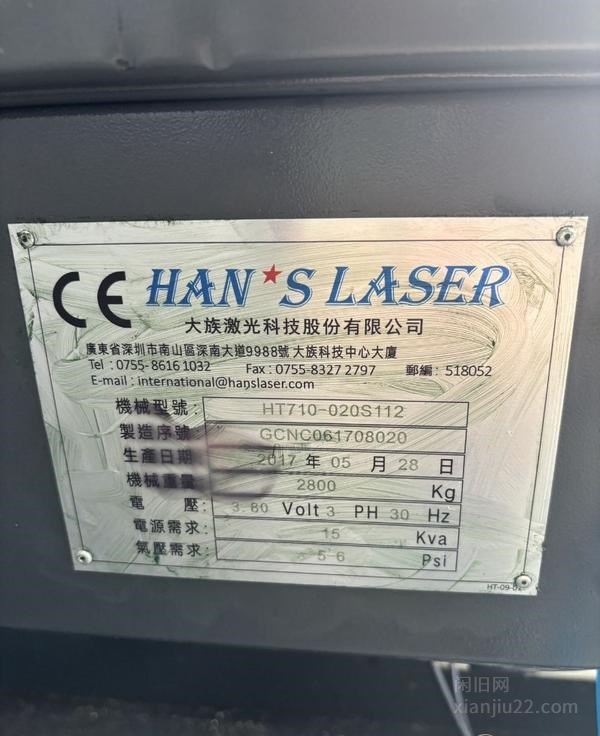 CE HAN★S LASER
大族激光科技股份有限公司
廣東省深圳市南山區深南大道9988號 大族科技中心大廈
Tel : 0755- 8616 1032 Fax : 0755-8327 2797 郵編 : 518052
E-mail : international@hanslaser.com
機械型號 : HT710-020S112
製造序號 : GCNC061708020
生產日期 2017 年 05 月 28 日
機械重量 2800 Kg
電 壓 : 3.80 Volt 3 PH 30 Hz
電源需求 : 15 Kva
氣壓需求 : 5-6 Psi
HT-09-02
闲旧网
xianjiu22.com